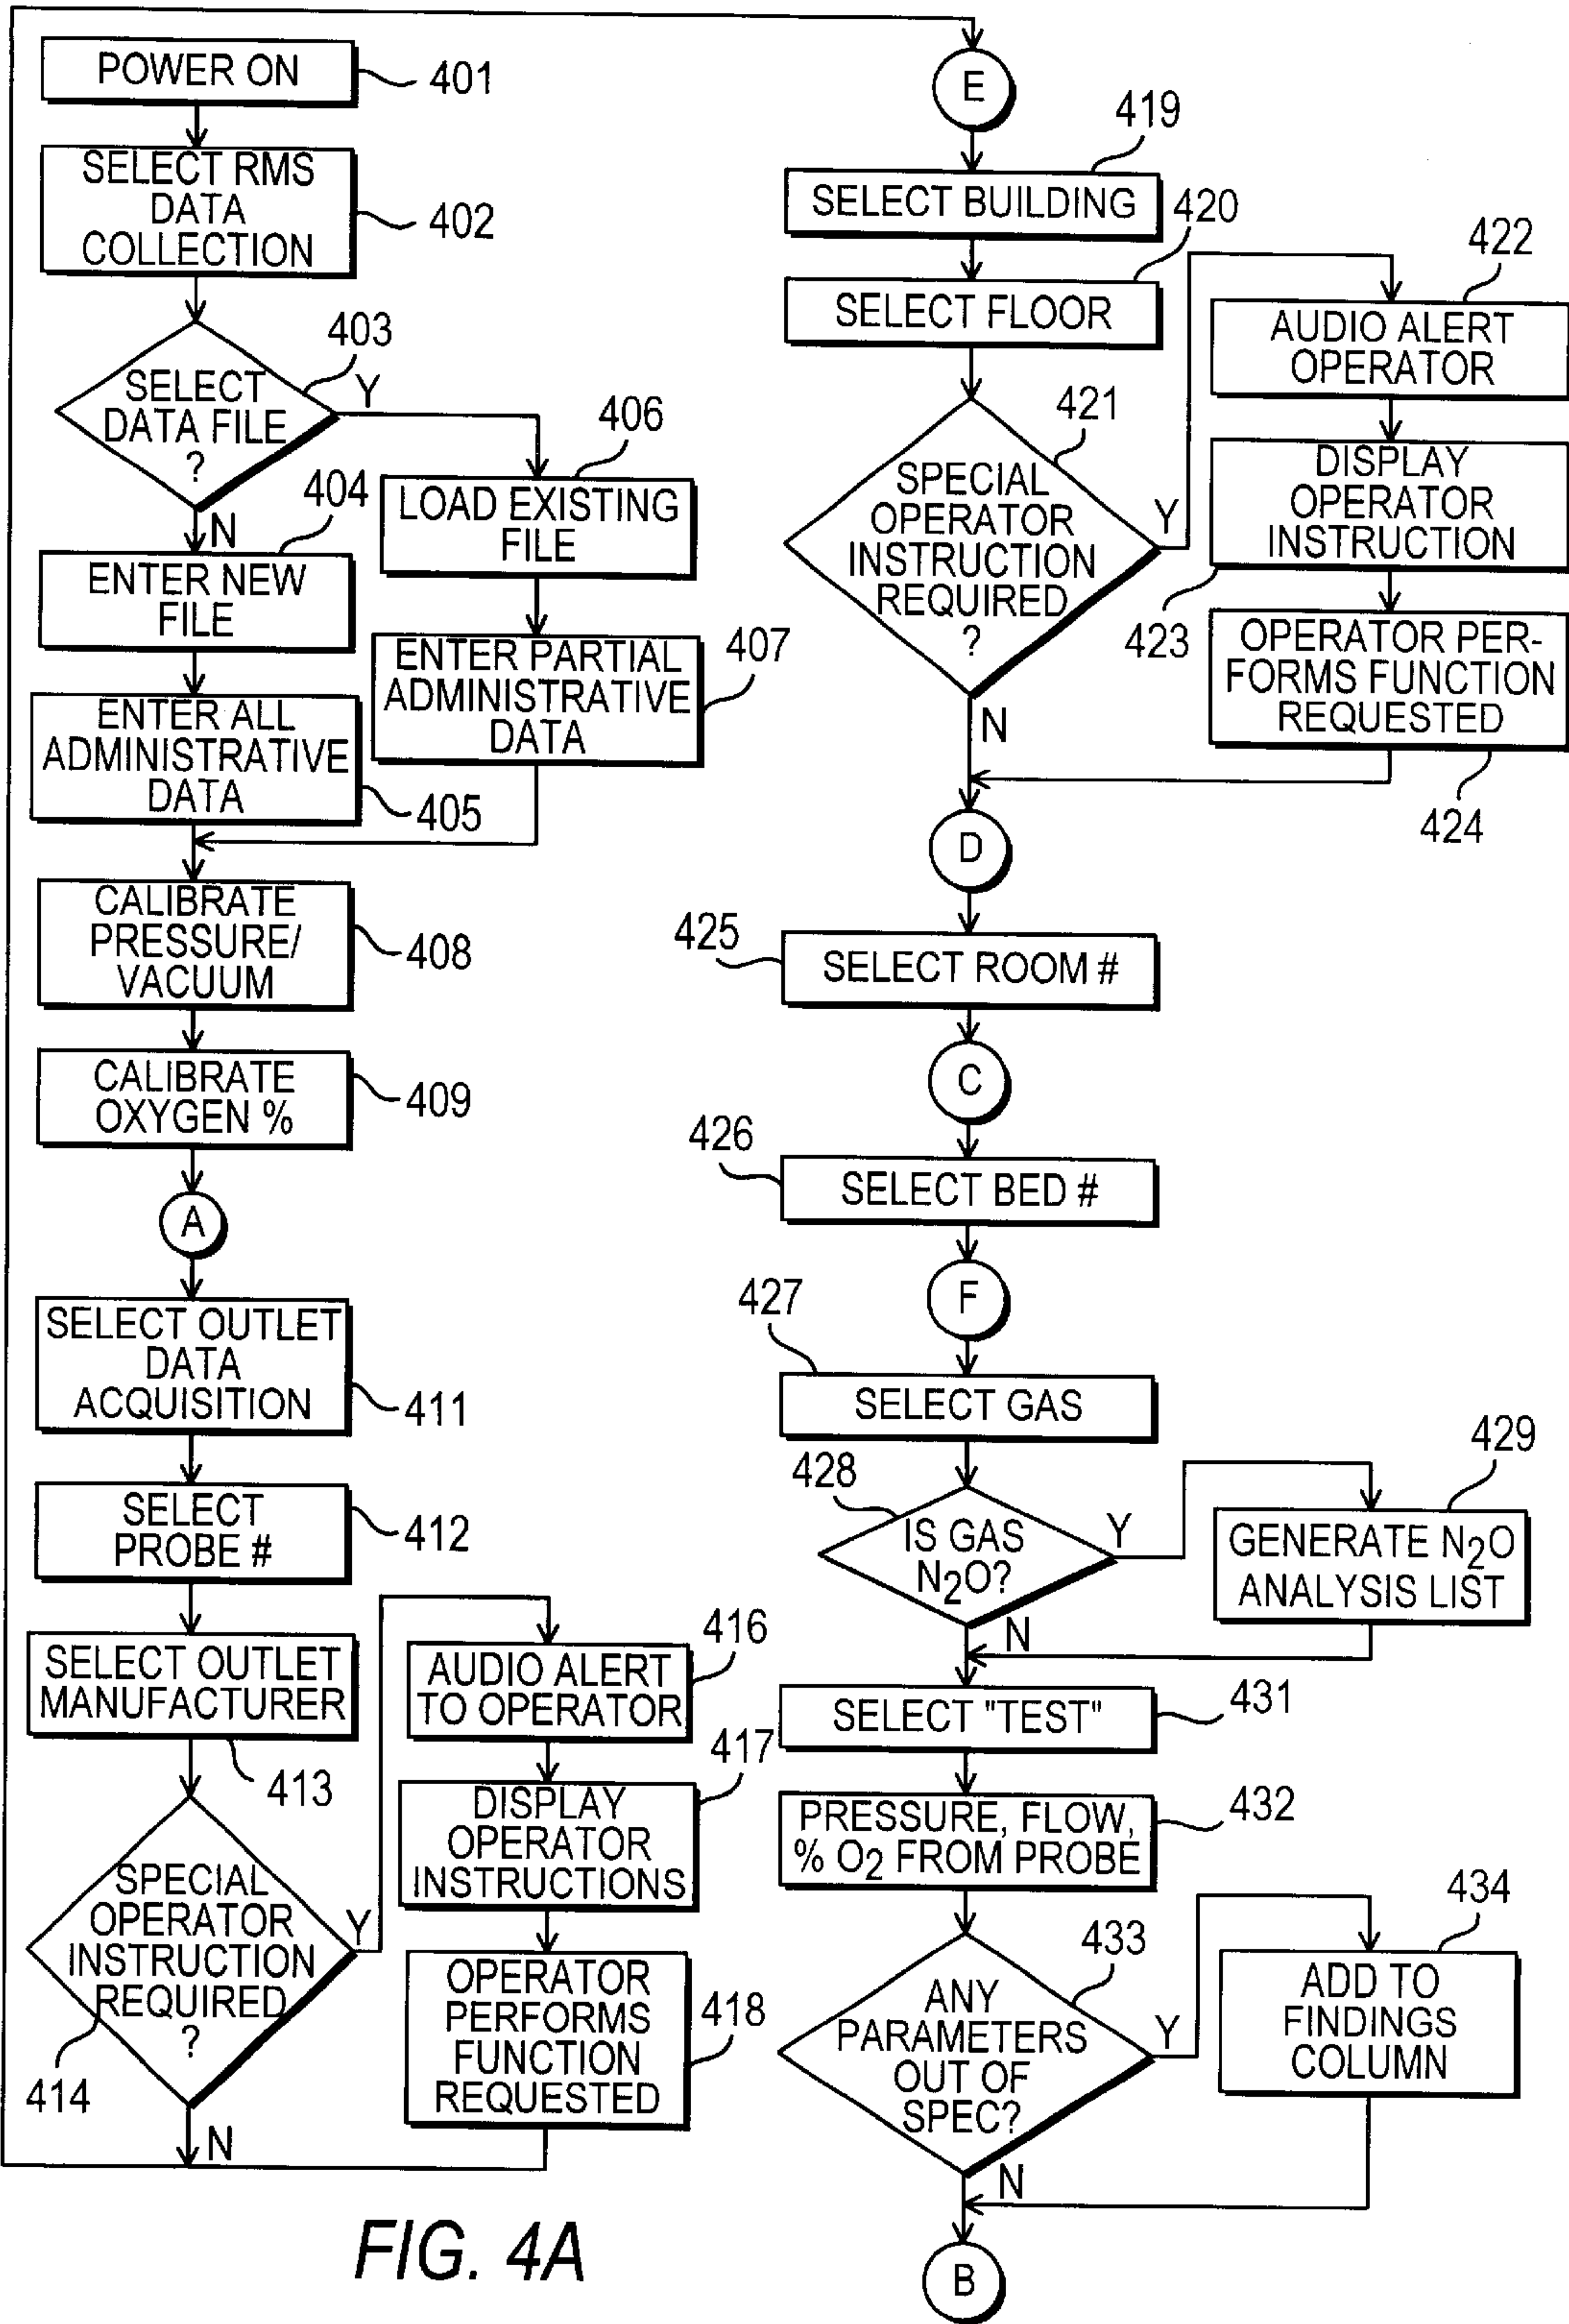 POWER ON
401
SELECT RMS
DATA
COLLECTION
402
403
SELECT
DATA FILE
?
Y
N
404
ENTER NEW
FILE
406
LOAD EXISTING
FILE
ENTER ALL
ADMINISTRATIVE
DATA
405
ENTER PARTIAL
ADMINISTRATIVE
DATA
407
CALIBRATE
PRESSURE/
VACUUM
408
CALIBRATE
OXYGEN %
409
A
SELECT OUTLET
DATA
ACQUISITION
411
SELECT
PROBE #
412
SELECT OUTLET
MANUFACTURER
413
SPECIAL
OPERATOR
INSTRUCTION
REQUIRED
?
414
Y
N
AUDIO ALERT
TO OPERATOR
416
DISPLAY
OPERATOR
INSTRUCTIONS
417
OPERATOR
PERFORMS
FUNCTION
REQUESTED
418
E
419
SELECT BUILDING
420
SELECT FLOOR
421
SPECIAL
OPERATOR
INSTRUCTION
REQUIRED
?
Y
N
422
AUDIO ALERT
OPERATOR
DISPLAY
OPERATOR
INSTRUCTION
423
OPERATOR PER-
FORMS FUNCTION
REQUESTED
424
D
425
SELECT ROOM #
C
426
SELECT BED #
F
427
SELECT GAS
428
IS GAS
N2O?
Y
N
429
GENERATE N2O
ANALYSIS LIST
SELECT "TEST"
431
PRESSURE, FLOW,
% O2 FROM PROBE
432
433
ANY
PARAMETERS
OUT OF
SPEC?
Y
N
434
ADD TO
FINDINGS
COLUMN
B
FIG. 4A